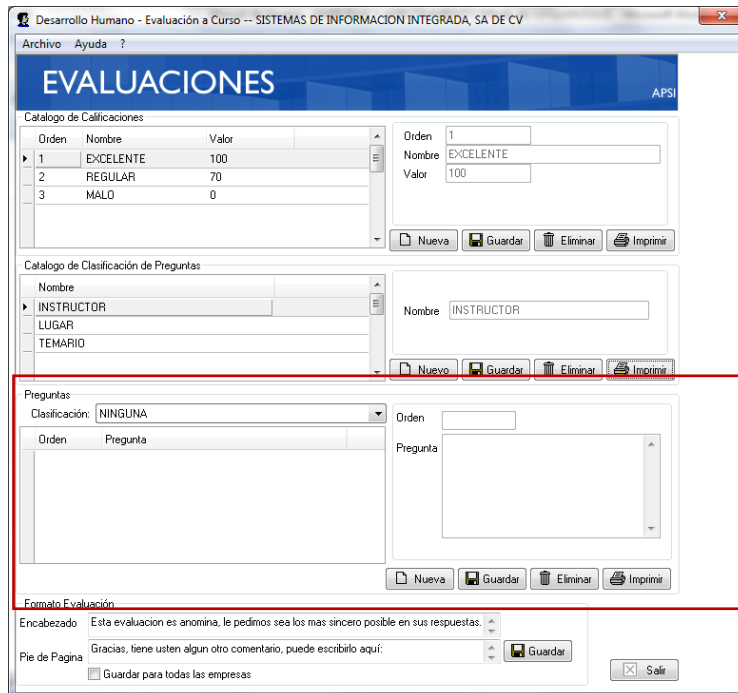 Desarrollo Humano - Evaluación a Curso -- SISTEMAS DE INFORMACION INTEGRADA, SA DE CV
Archivo Ayuda ?
EVALUACIONES
APSI
Catalogo de Calificaciones
Orden Nombre Valor
1 EXCELENTE 100
2 REGULAR 70
3 MALO 0
Orden 1
Nombre EXCELENTE
Valor 100
Nueva Guardar Eliminar Imprimir
Catalogo de Clasificación de Preguntas
Nombre
INSTRUCTOR
LUGAR
TEMARIO
Nombre INSTRUCTOR
Nuevo Guardar Eliminar Imprimir
Preguntas
Clasificación: NINGUNA
Orden Pregunta
Orden
Pregunta
Nueva Guardar Eliminar Imprimir
Formato Evaluación
Encabezado Esta evaluacion es anomina, le pedimos sea los mas sincero posible en sus respuestas.
Pie de Pagina Gracias, tiene usten algun otro comentario, puede escribirlo aquí:
Guardar
Guardar para todas las empresas
Salir